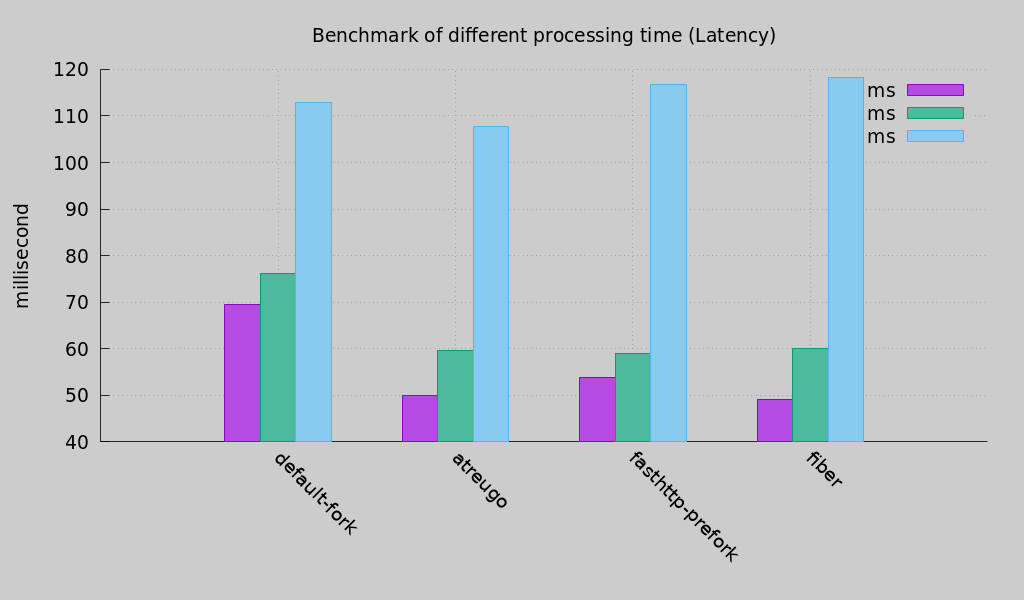 Benchmark of different processing time (Latency)
120
110
100
90
80
70
60
50
40
millisecond
ms
ms
ms
default-fork
atreugo
fasthttp-prefork
fiber